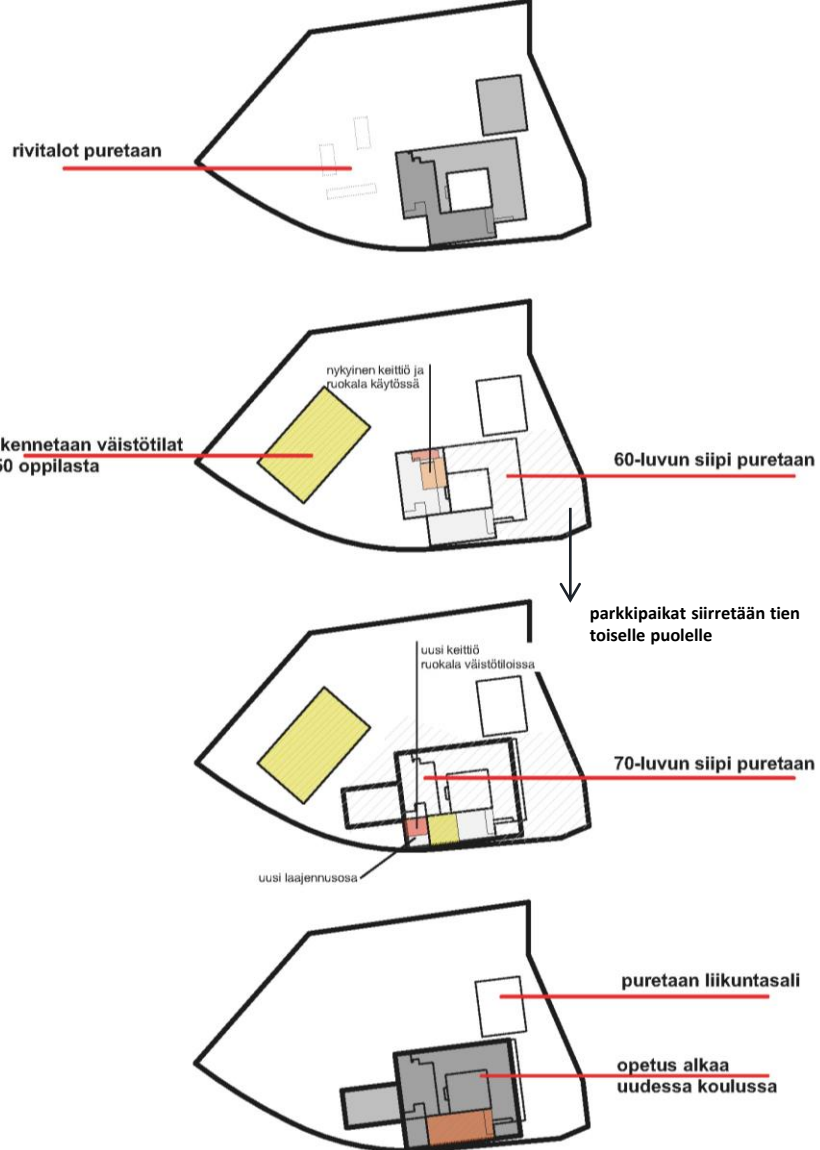 rivitalot puretaan
nykyinen keittiö ja
ruokala käytössä
kennetaan väistötilat
50 oppilasta
60-luvun siipi puretaan
parkkipaikat siirretään tien
toiselle puolelle
uusi keittiö
ruokala väistötiloissa
70-luvun siipi puretaan
uusi laajennusosa
puretaan liikuntasali
opetus alkaa
uudessa koulussa